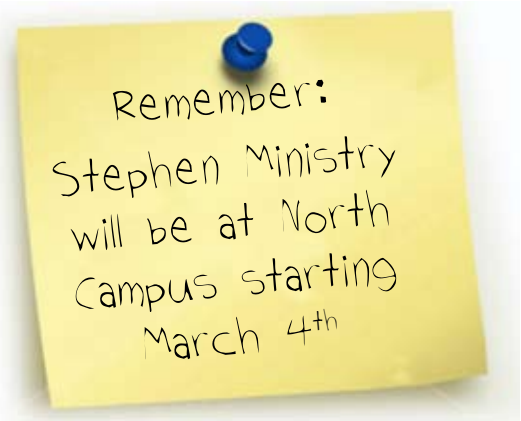 Remember:
Stephen Ministry
will be at North
Campus starting
March 4th